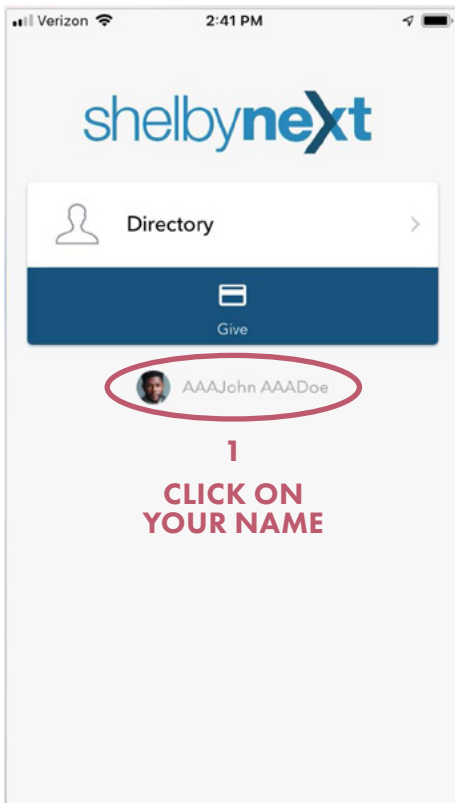 Verizon 2:41 PM
shelbynext
Directory
Give
AAAJohn AAADoe
1
CLICK ON
YOUR NAME